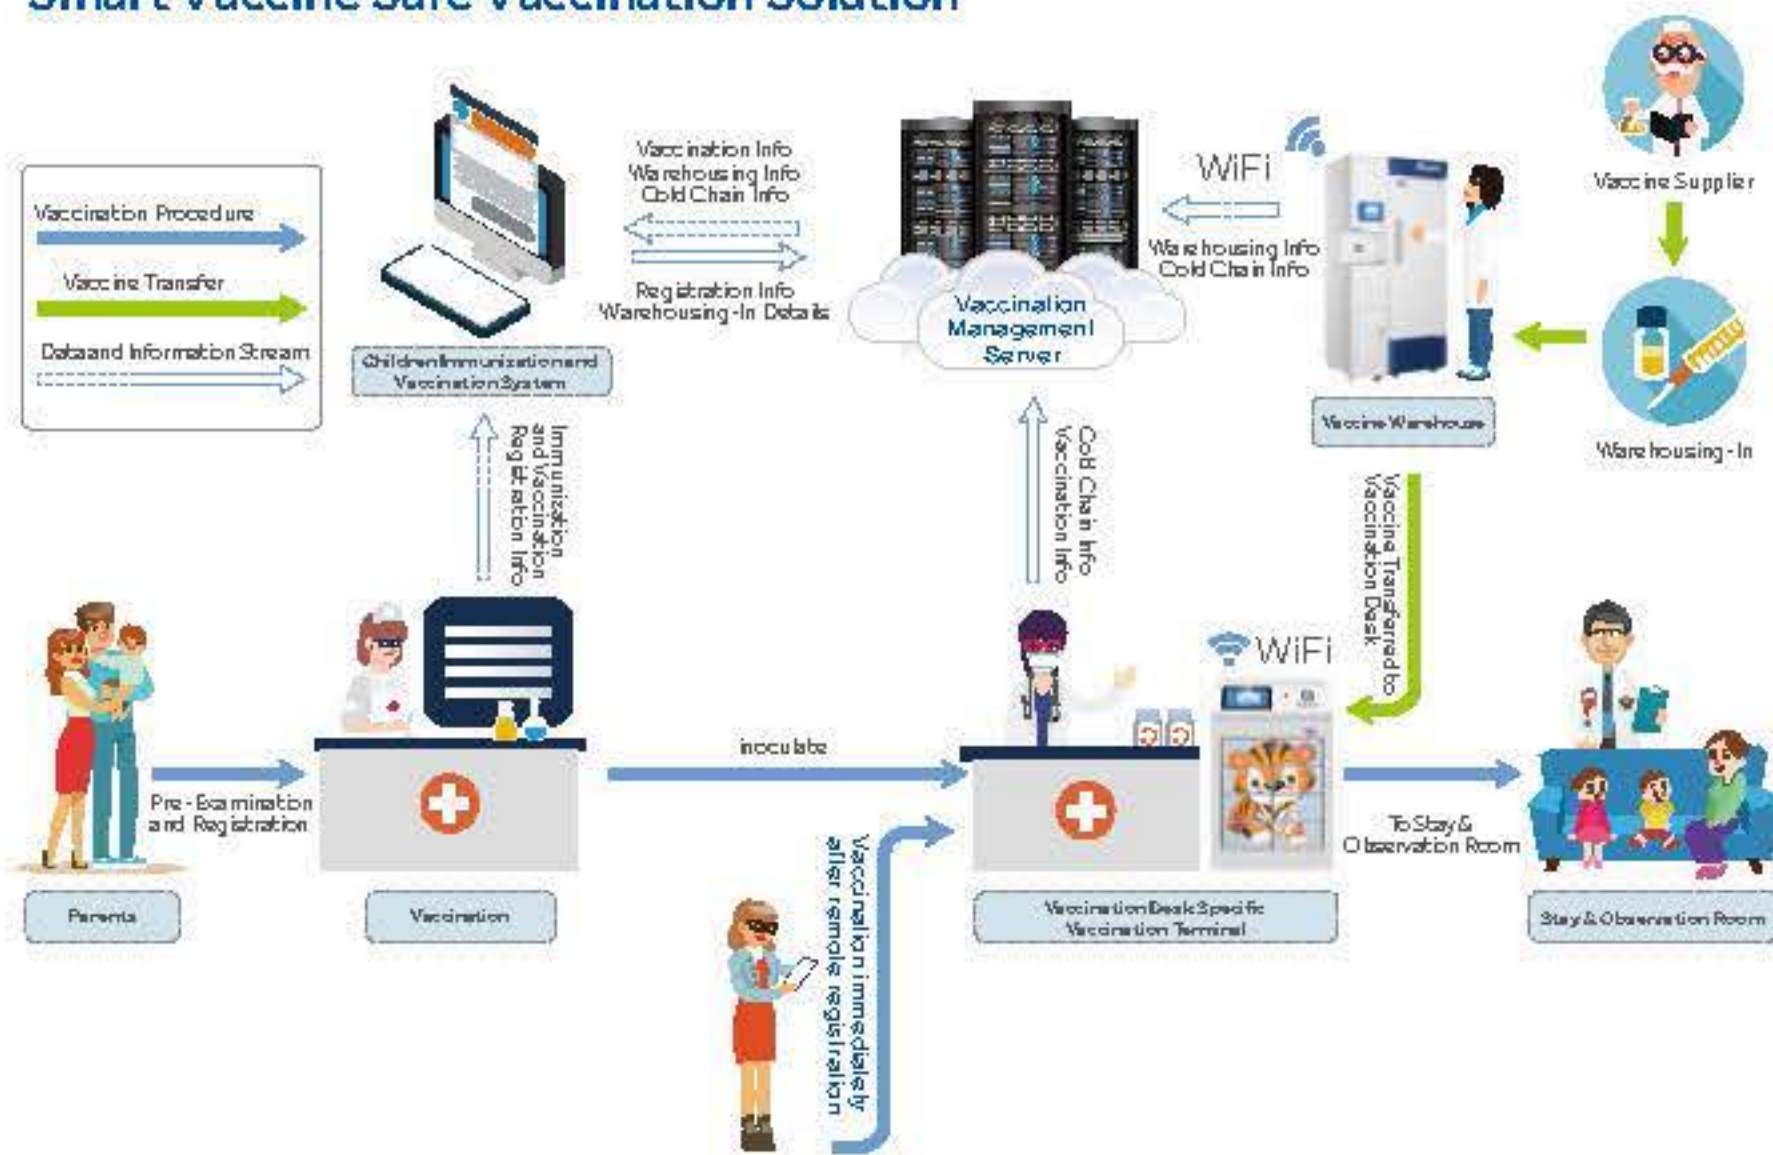 Smart Vaccine Safe Vaccination Solution
Vaccination Procedure
Vaccine Transfer
Data and Information Stream
Children Immunization and
Vaccination System
Vaccination Info
Warehousing Info
Cold Chain Info
Registration Info
Warehousing-In Details
Vaccination
Management
Server
WiFi
Warehousing Info
Cold Chain Info
Vaccine Warehouse
Vaccine Supplier
Warehousing-In
Immunization
and Vaccination
Registration Info
Cold Chain Info
Vaccination Info
Vaccine Transferred to
Vaccination Desk
WiFi
Pre-Examination
and Registration
inoculate
To Stay &
Observation Room
Parents
Vaccination
Vaccination immediately
after remote registration
Vaccination Desk Specific
Vaccination Terminal
Stay & Observation Room